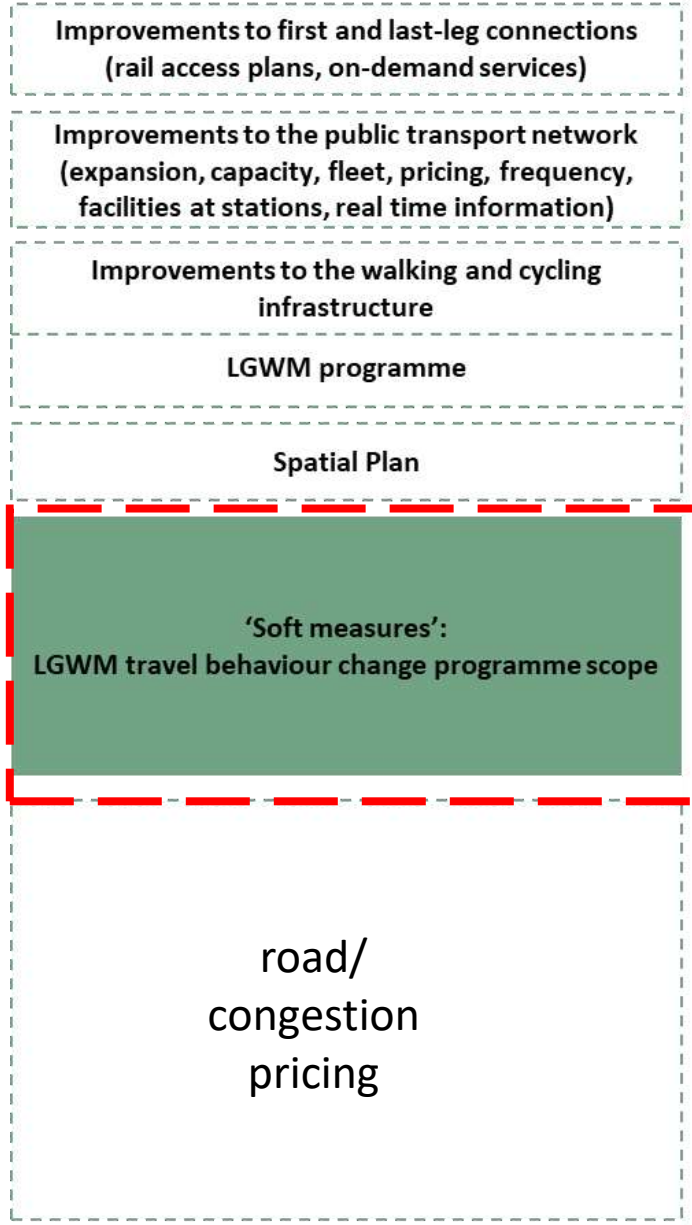 Improvements to first and last-leg connections
(rail access plans, on-demand services)
Improvements to the public transport network
(expansion, capacity, fleet, pricing, frequency,
facilities at stations, real time information)
Improvements to the walking and cycling
infrastructure
LGWM programme
Spatial Plan
‘Soft measures’:
LGWM travel behaviour change programme scope
road/
congestion
pricing